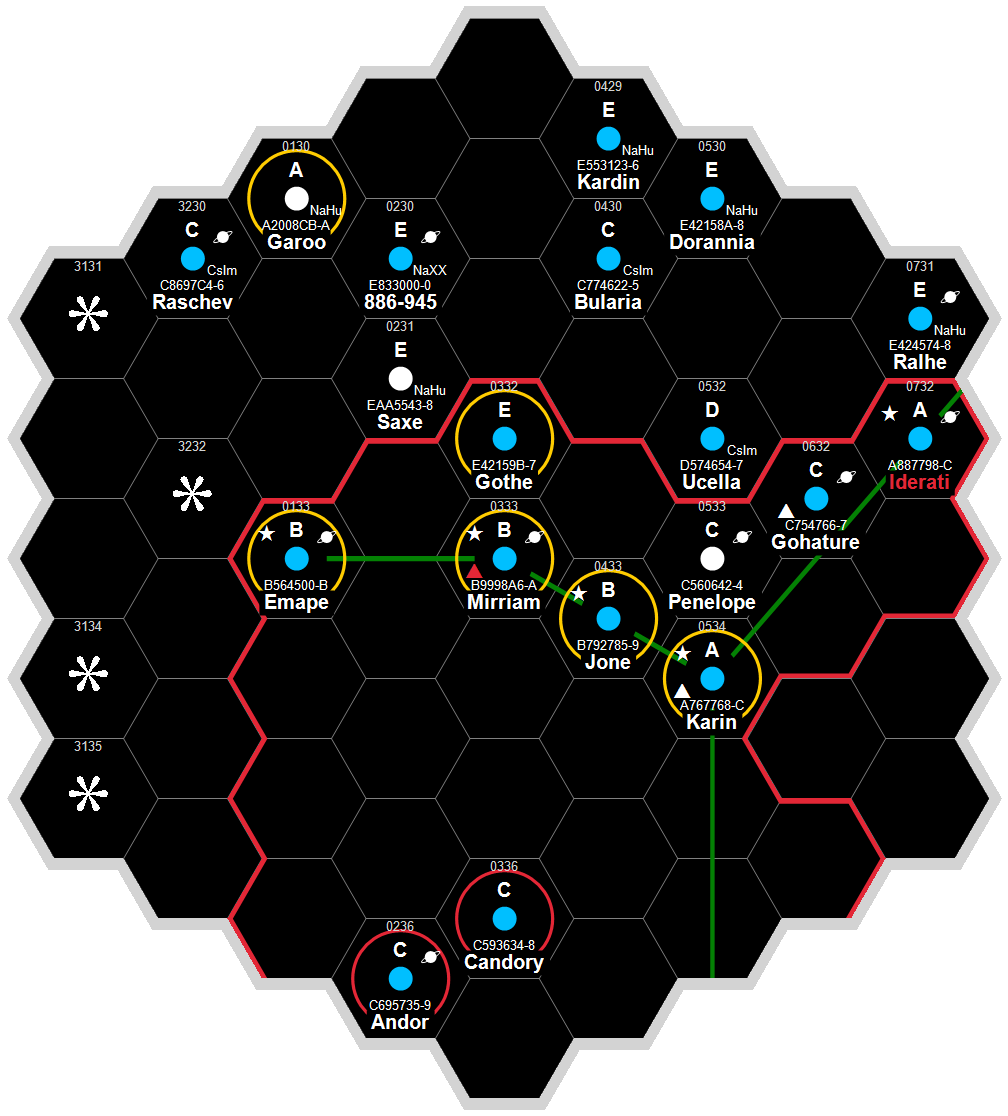 0429
E
NaHu
E553123-6
Kardin
0130
A
NaHu
A2008CB-A
Garoo
0530
E
NaHu
E42158A-8
Dorannia
3230
C
CsIm
C8697C4-6
Raschev
0230
E
NaXX
E833000-0
886-945
0430
C
CsIm
C774622-5
Bularia
3131
0731
E
NaHu
E424574-8
Ralhe
0231
E
NaHu
EAA5543-8
Saxe
0332
E
E42159B-7
Gothe
0532
D
CsIm
D574654-7
Ucella
0732
A
A887798-C
Iderati
3232
0632
C
C754766-7
Gohature
0133
B
B564500-B
Emape
0333
B
B9998A6-A
Mirriam
0533
C
C560642-4
Penelope
0433
B
B792785-9
Jone
3134
0534
A
A767768-C
Karin
3135
0336
C
C593634-8
Candory
0236
C
C695735-9
Andor